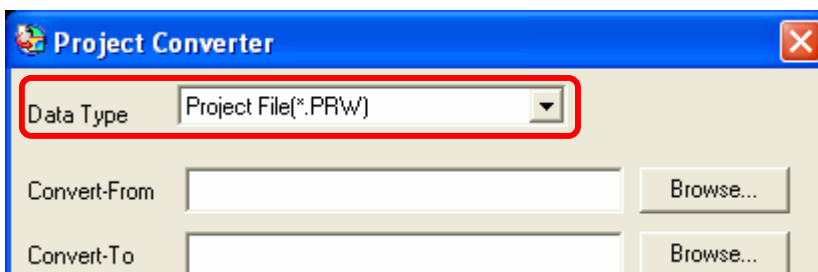 Project Converter
Data Type Project File(*.PRW)
Convert-From Browse...
Convert-To Browse...